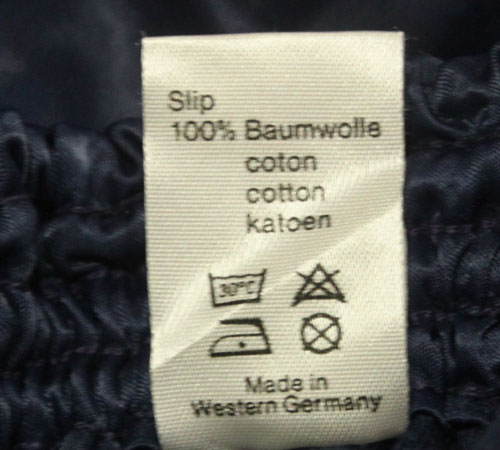 Slip
100% Baumwolle
coton
cotton
katoen
30°C
Made in
Western Germany